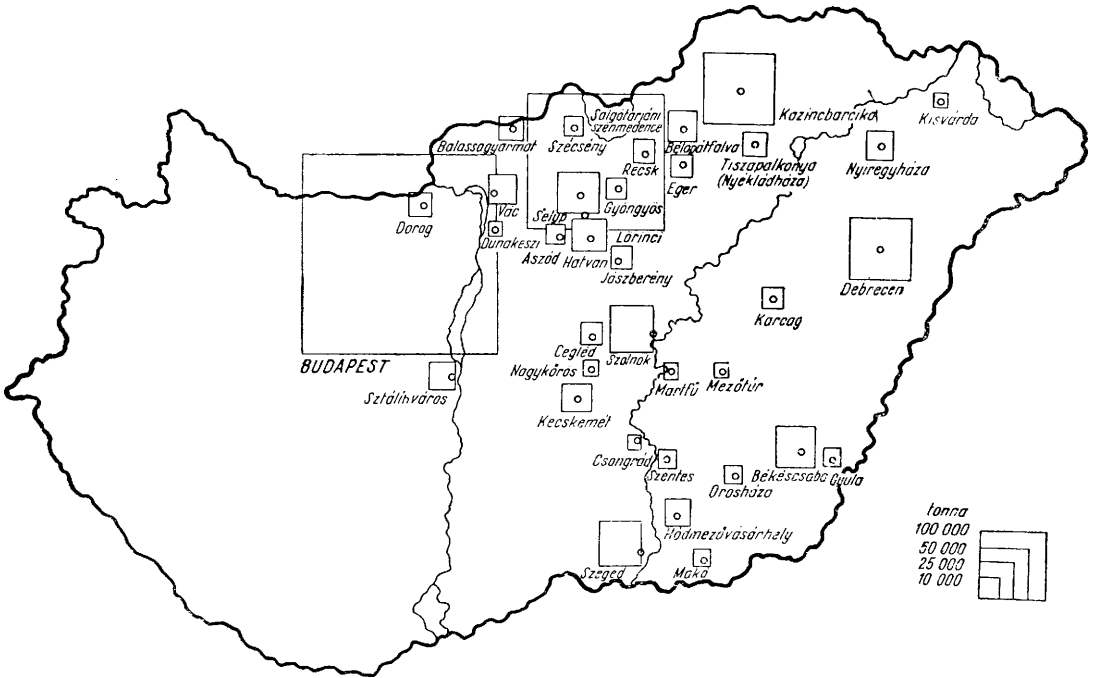 Kazincbarcika
Kisvárda
Salgótarjáni
szénmedence
Balassagyarmat
Szécsény
Bélapátfalva
Recsk
Eger
Tiszapalkonya
(Nyékládháza)
Nyíregyháza
Dorog
Vác
Dunakeszi
Selyp
Gyöngyös
Lőrinci
Aszód
Hatvan
Jászberény
Debrecen
Karcag
BUDAPEST
Cegléd
Szolnok
Nagykőrös
Martfű
Mezőtúr
Sztálinváros
Kecskemét
Csongrád
Szentes
Orosháza
Békéscsaba
Gyula
Hódmezővásárhely
Szeged
Makó
tonna
100 000
50 000
25 000
10 000